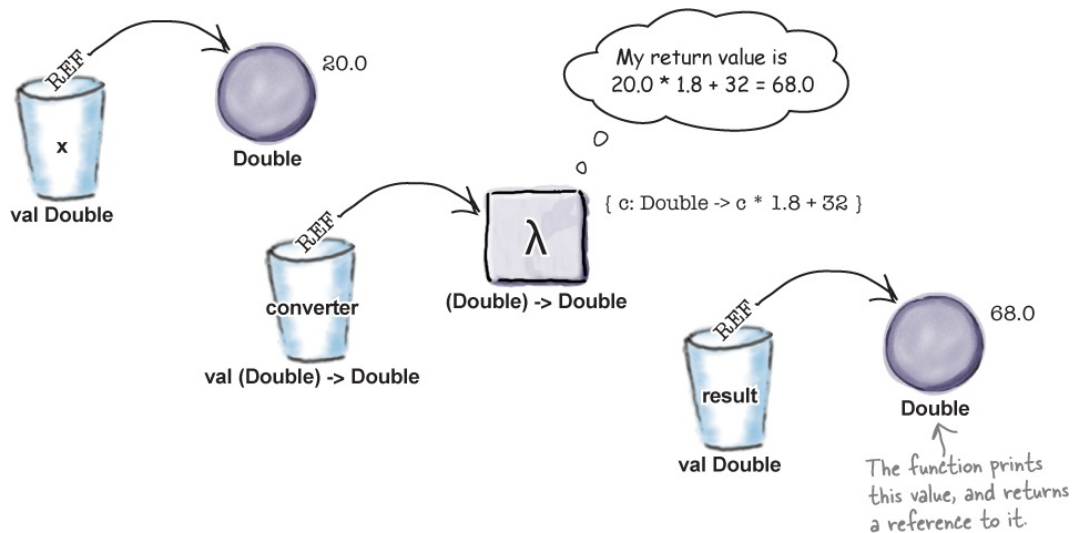 REF
20.0
x
Double
val Double
My return value is
20.0 * 1.8 + 32 = 68.0
REF
λ
{ c: Double -> c * 1.8 + 32 }
converter
(Double) -> Double
val (Double) -> Double
REF
68.0
result
Double
val Double
The function prints
this value, and returns
a reference to it.